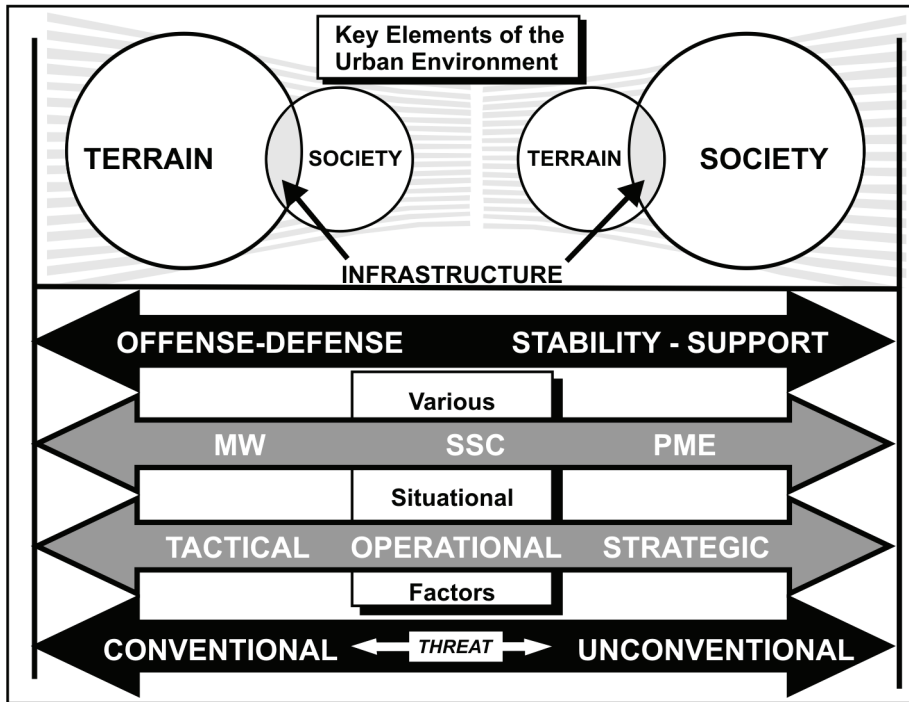 Key Elements of the
Urban Environment
TERRAIN
SOCIETY
TERRAIN
SOCIETY
INFRASTRUCTURE
OFFENSE-DEFENSE
STABILITY - SUPPORT
Various
MW
SSC
PME
Situational
TACTICAL
OPERATIONAL
STRATEGIC
Factors
CONVENTIONAL
THREAT
UNCONVENTIONAL